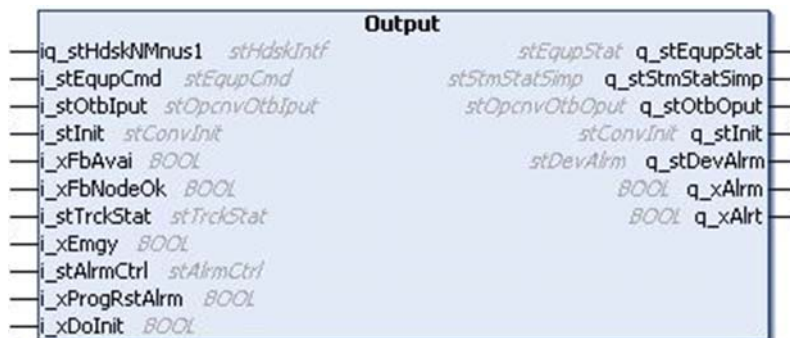 Output
iq_stHdskNMnus1 stHdskIntf stEqupStat q_stEqupStat
i_stEqupCmd stEqupCmd stStmStatSimp q_stStmStatSimp
i_stOtbIput stOpcnvOtbIput stOpcnvOtbOput q_stOtbOput
i_stInit stConvInit stConvInit q_stInit
i_xFbAvai BOOL stDevAlrm q_stDevAlrm
i_xFbNodeOk BOOL BOOL q_xAlrm
i_stTrckStat stTrckStat BOOL q_xAlrt
i_xEmgy BOOL
i_stAlrmCtrl stAlrmCtrl
i_xProgRstAlrm BOOL
i_xDoInit BOOL